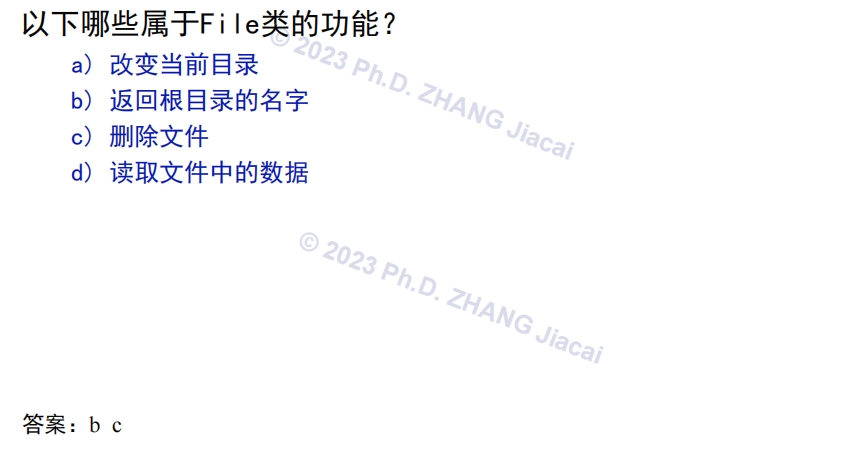 以下哪些属于File类的功能？
a) 改变当前目录
b) 返回根目录的名字
c) 删除文件
d) 读取文件中的数据
© 2023 Ph.D. ZHANG Jiacai
© 2023 Ph.D. ZHANG Jiacai
答案：b c